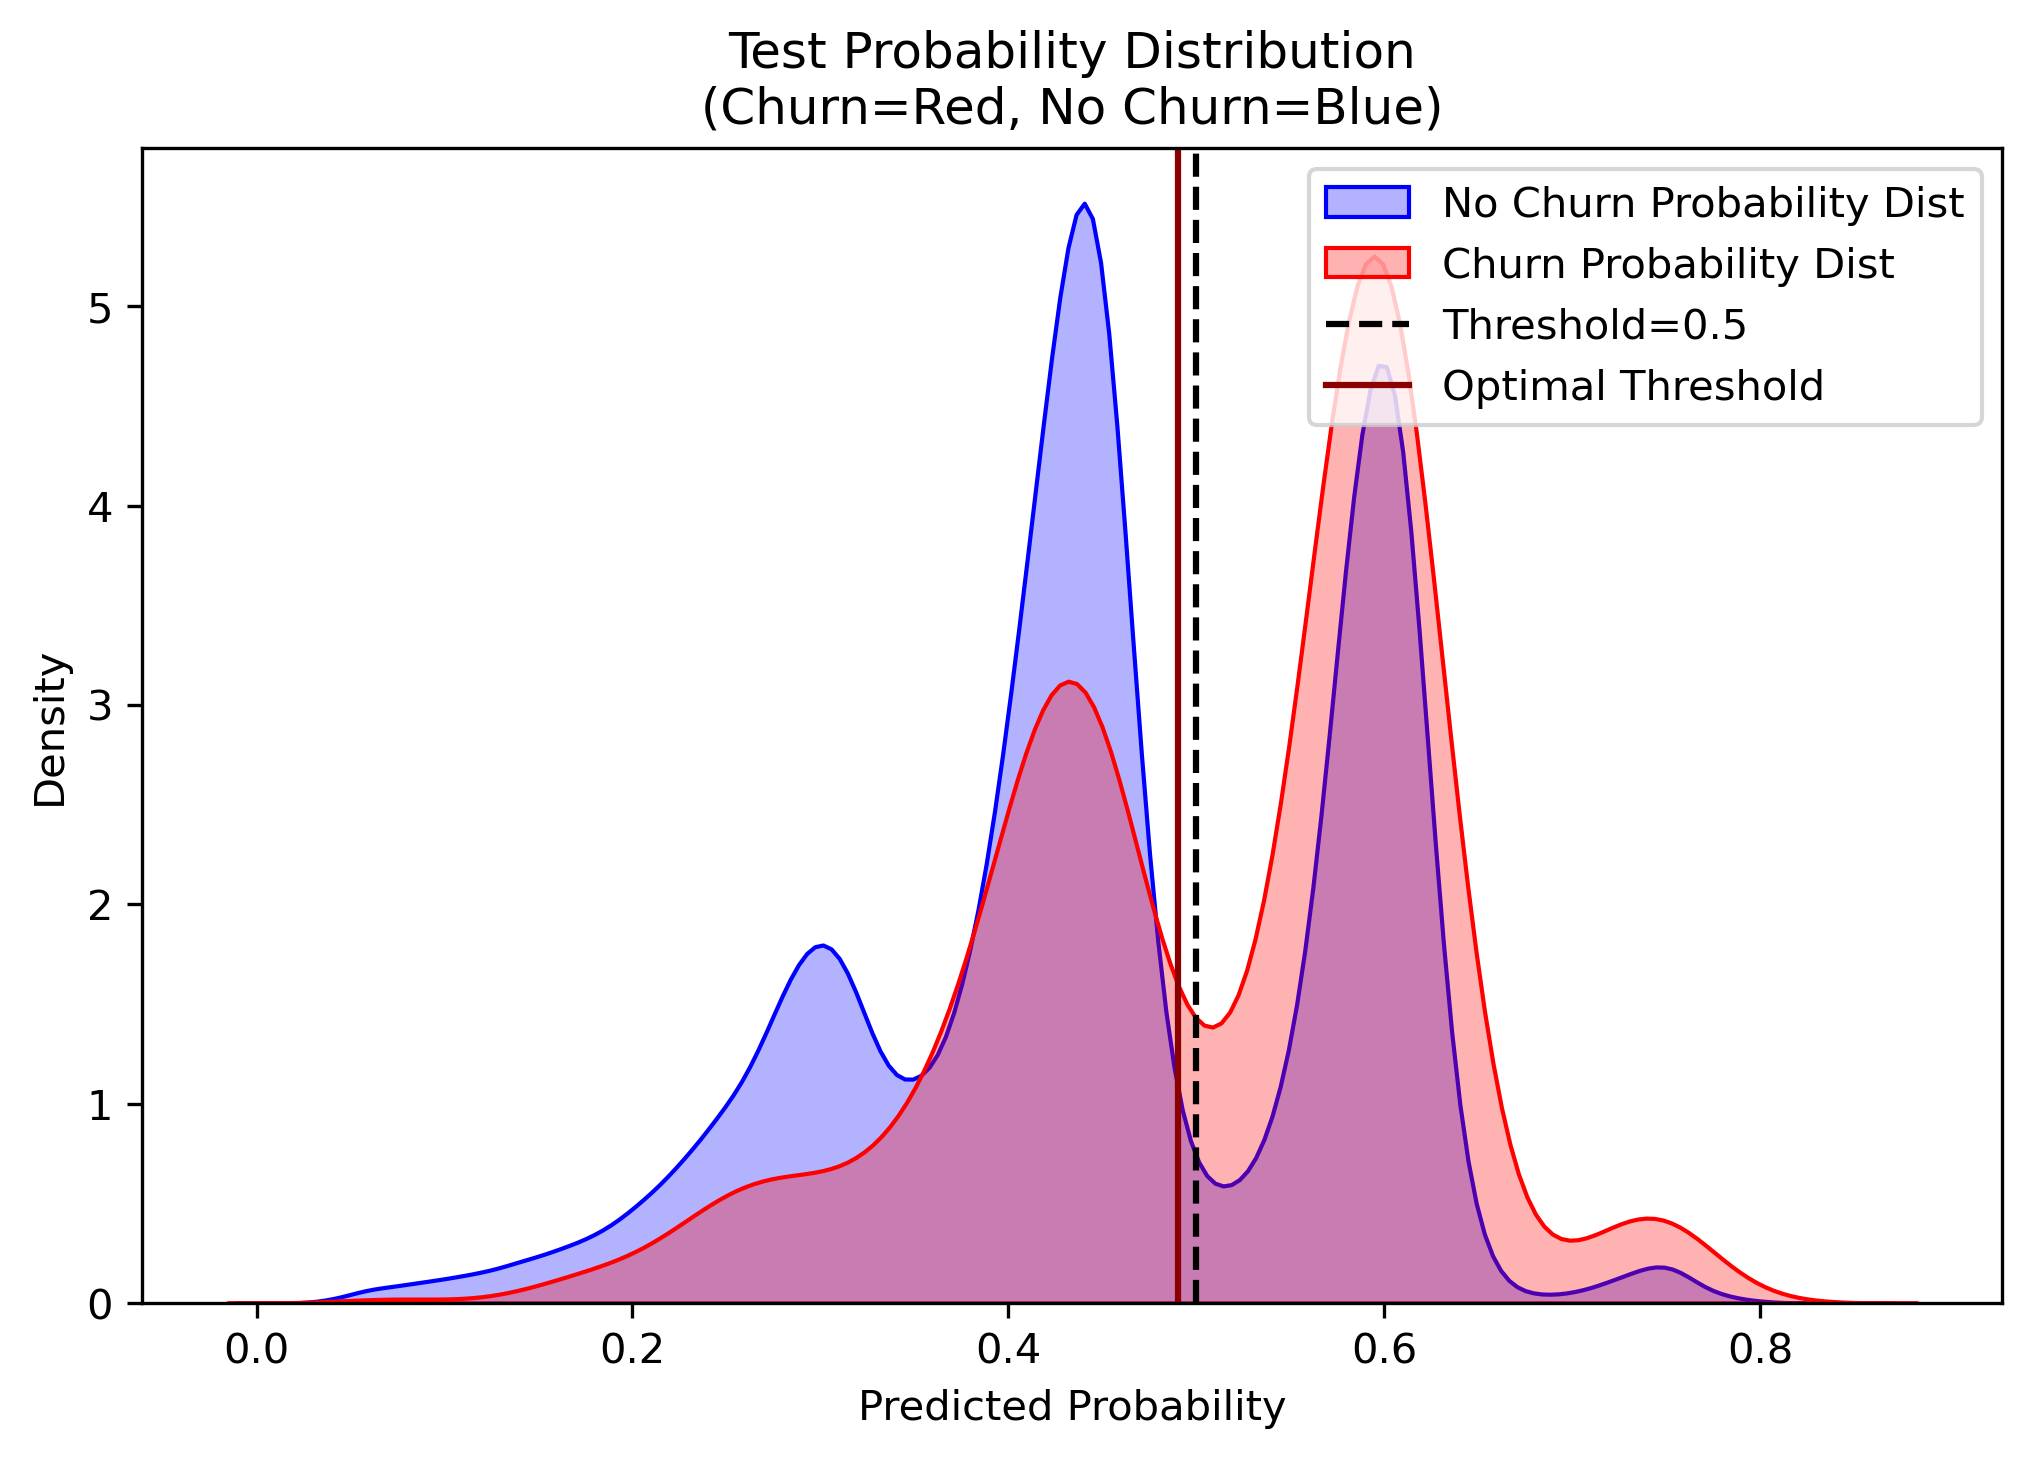 Test Probability Distribution
(Churn=Red, No Churn=Blue)
No Churn Probability Dist
Churn Probability Dist
Threshold=0.5
Optimal Threshold
Density
5
4
3
2
1
0
0.0 0.2 0.4 0.6 0.8
Predicted Probability